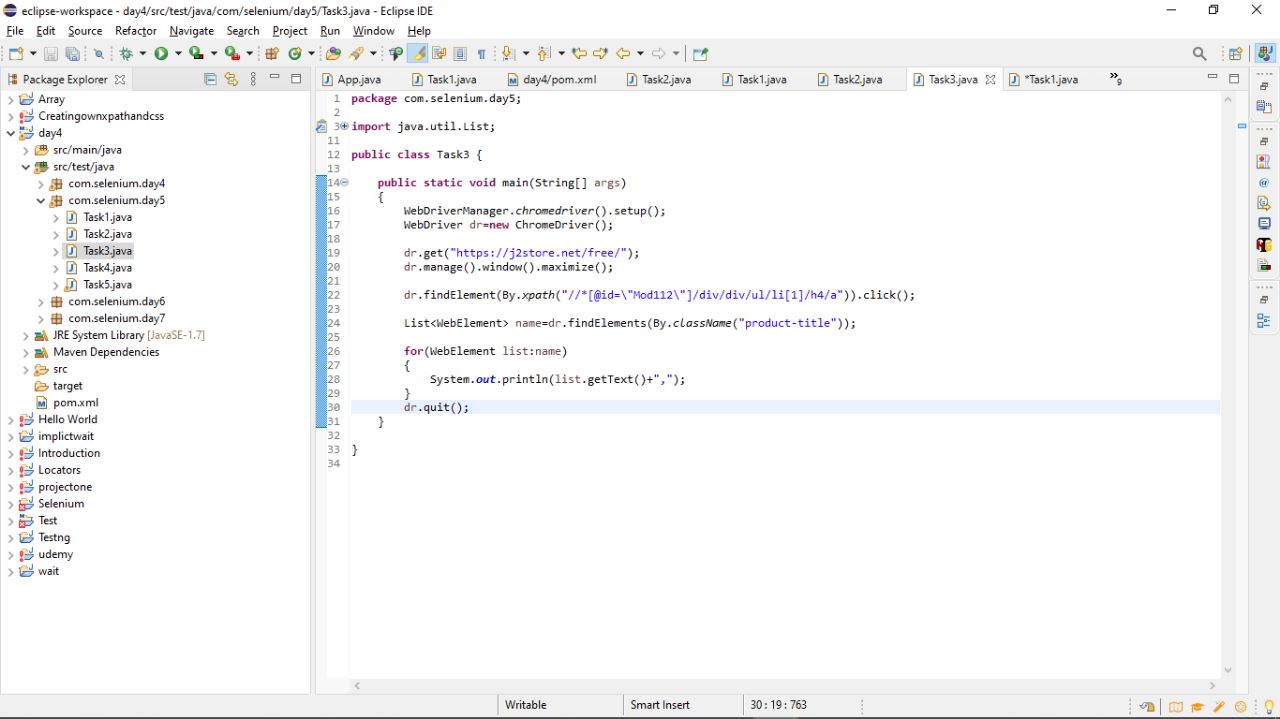 eclipse-workspace - day4/src/test/java/com/selenium/day5/Task3.java - Eclipse IDE
File Edit Source Refactor Navigate Search Project Run Window Help
Package Explorer
App.java Task1.java day4/pom.xml Task2.java Task1.java Task2.java Task3.java *Task1.java »9
Array
Creatingownxpathandcss
day4
src/main/java
src/test/java
com.selenium.day4
com.selenium.day5
Task1.java
Task2.java
Task3.java
Task4.java
Task5.java
com.selenium.day6
com.selenium.day7
JRE System Library [JavaSE-1.7]
Maven Dependencies
src
target
pom.xml
Hello World
implictwait
Introduction
Locators
projectone
Selenium
Test
Testng
udemy
wait
1 package com.selenium.day5;
2
3 import java.util.List;
11
12 public class Task3 {
13
14 public static void main(String[] args)
15 {
16 WebDriverManager.chromedriver().setup();
17 WebDriver dr=new ChromeDriver();
18
19 dr.get("https://j2store.net/free/");
20 dr.manage().window().maximize();
21
22 dr.findElement(By.xpath("//*[@id=\"Mod112\"]/div/div/ul/li[1]/h4/a")).click();
23
24 List<WebElement> name=dr.findElements(By.className("product-title"));
25
26 for(WebElement list:name)
27 {
28 System.out.println(list.getText()+",");
29 }
30 dr.quit();
31 }
32
33 }
34
Writable Smart Insert 30 : 19 : 763